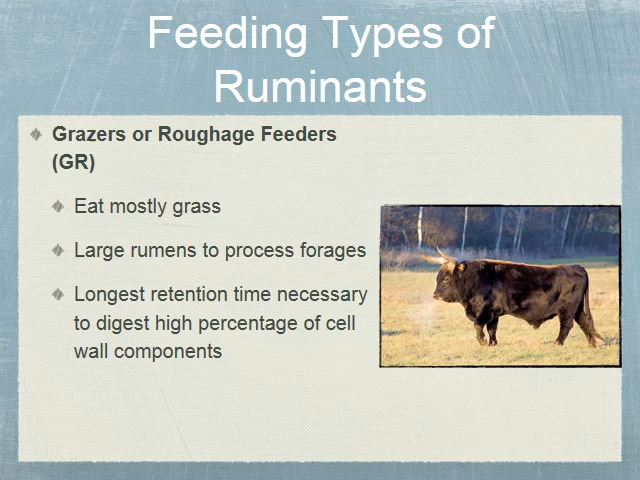 Feeding Types of
Ruminants
Grazers or Roughage Feeders
(GR)
Eat mostly grass
Large rumens to process forages
Longest retention time necessary
to digest high percentage of cell
wall components